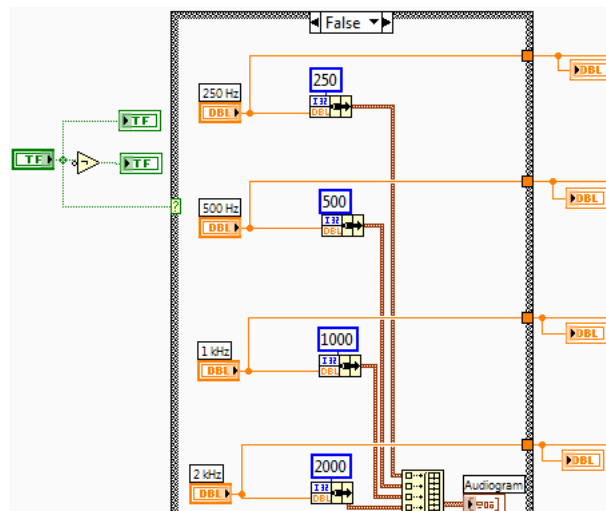 False
250 Hz
250
I32
DBL
DBL
DBL
TF
TF
TF
?
500 Hz
500
I32
DBL
DBL
DBL
1 kHz
1000
I32
DBL
DBL
DBL
2 kHz
2000
I32
DBL
DBL
DBL
Audiogram